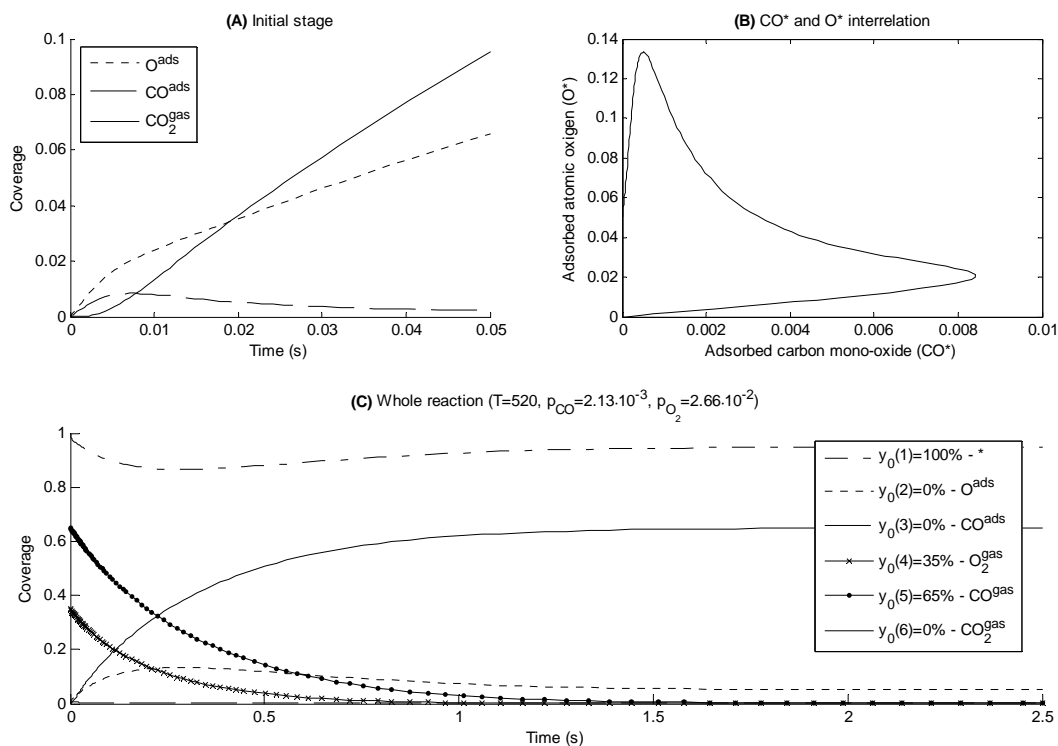 (A) Initial stage
0.1
0.08
0.06
0.04
0.02
0
Coverage
O^ads
CO^ads
CO_2^gas
0 0.01 0.02 0.03 0.04 0.05
Time (s)
(B) CO* and O* interrelation
0.14
0.12
0.1
0.08
0.06
0.04
0.02
0
Adsorbed atomic oxigen (O*)
0 0.002 0.004 0.006 0.008 0.01
Adsorbed carbon mono-oxide (CO*)
(C) Whole reaction (T=520, p_CO=2.13.10^-3, p_O_2=2.66.10^-2)
1
0.8
0.6
0.4
0.2
0
Coverage
y_0(1)=100% - *
y_0(2)=0% - O^ads
y_0(3)=0% - CO^ads
y_0(4)=35% - O_2^gas
y_0(5)=65% - CO^gas
y_0(6)=0% - CO_2^gas
0 0.5 1 1.5 2 2.5
Time (s)